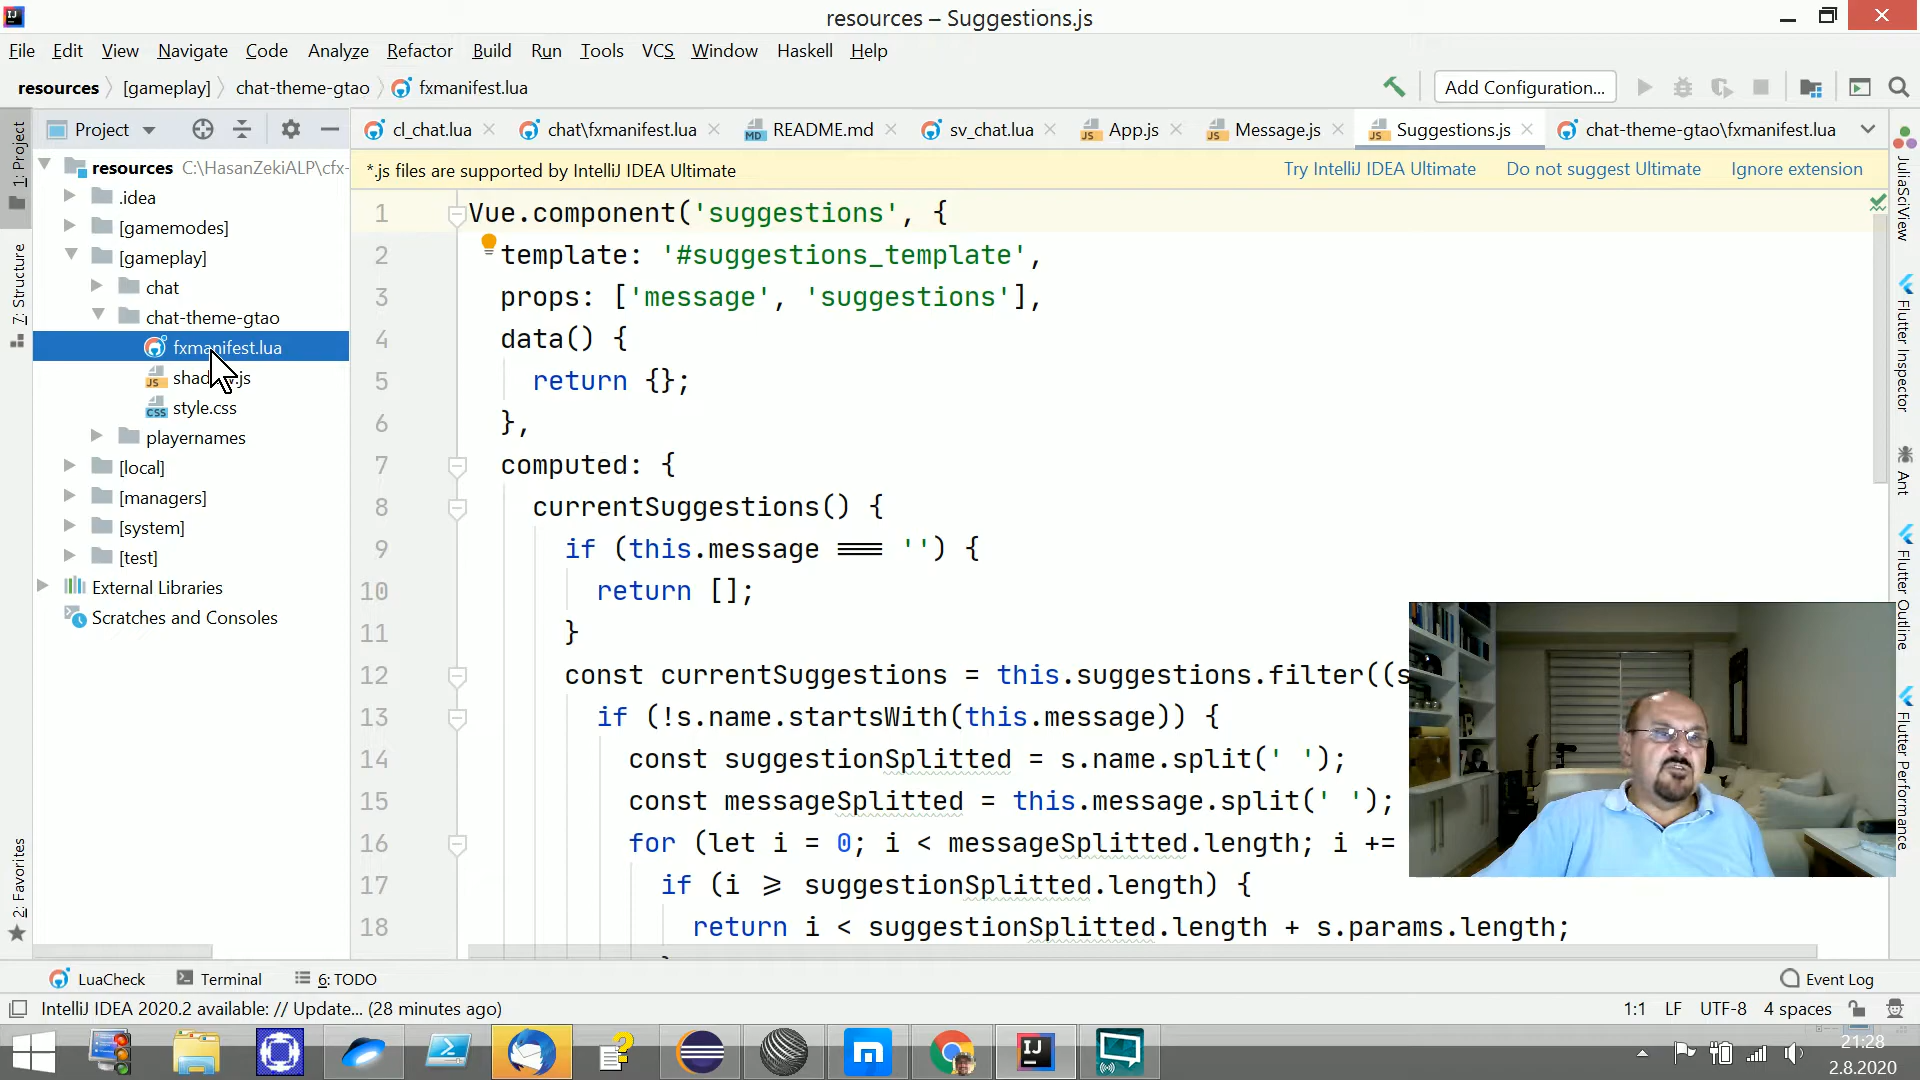 resources – Suggestions.js
File Edit View Navigate Code Analyze Refactor Build Run Tools VCS Window Haskell Help
resources [gameplay] chat-theme-gtao fxmanifest.lua
Add Configuration...
Project
cl_chat.lua chat\fxmanifest.lua README.md sv_chat.lua App.js Message.js Suggestions.js chat-theme-gtao\fxmanifest.lua
*.js files are supported by IntelliJ IDEA Ultimate
Try IntelliJ IDEA Ultimate Do not suggest Ultimate Ignore extension
1: Project
7: Structure
2: Favorites
resources C:\HasanZekiALP\cfx-
.idea
[gamemodes]
[gameplay]
chat
chat-theme-gtao
fxmanifest.lua
style.css
playernames
[local]
[managers]
[system]
[test]
External Libraries
Scratches and Consoles
1 Vue.component('suggestions', {
2 template: '#suggestions_template',
3 props: ['message', 'suggestions'],
4 data() {
5 return {};
6 },
7 computed: {
8 currentSuggestions() {
9 if (this.message === '') {
10 return [];
11 }
12 const currentSuggestions = this.suggestions.filter((s
13 if (!s.name.startsWith(this.message)) {
14 const suggestionSplitted = s.name.split(' ');
15 const messageSplitted = this.message.split(' ');
16 for (let i = 0; i < messageSplitted.length; i +=
17 if (i >= suggestionSplitted.length) {
18 return i < suggestionSplitted.length + s.params.length;
JuliaSciView
Flutter Inspector
Ant
Flutter Outline
Flutter Performance
LuaCheck Terminal 6: TODO Event Log
IntelliJ IDEA 2020.2 available: // Update... (28 minutes ago)
1:1 LF UTF-8 4 spaces
21:28
2.8.2020